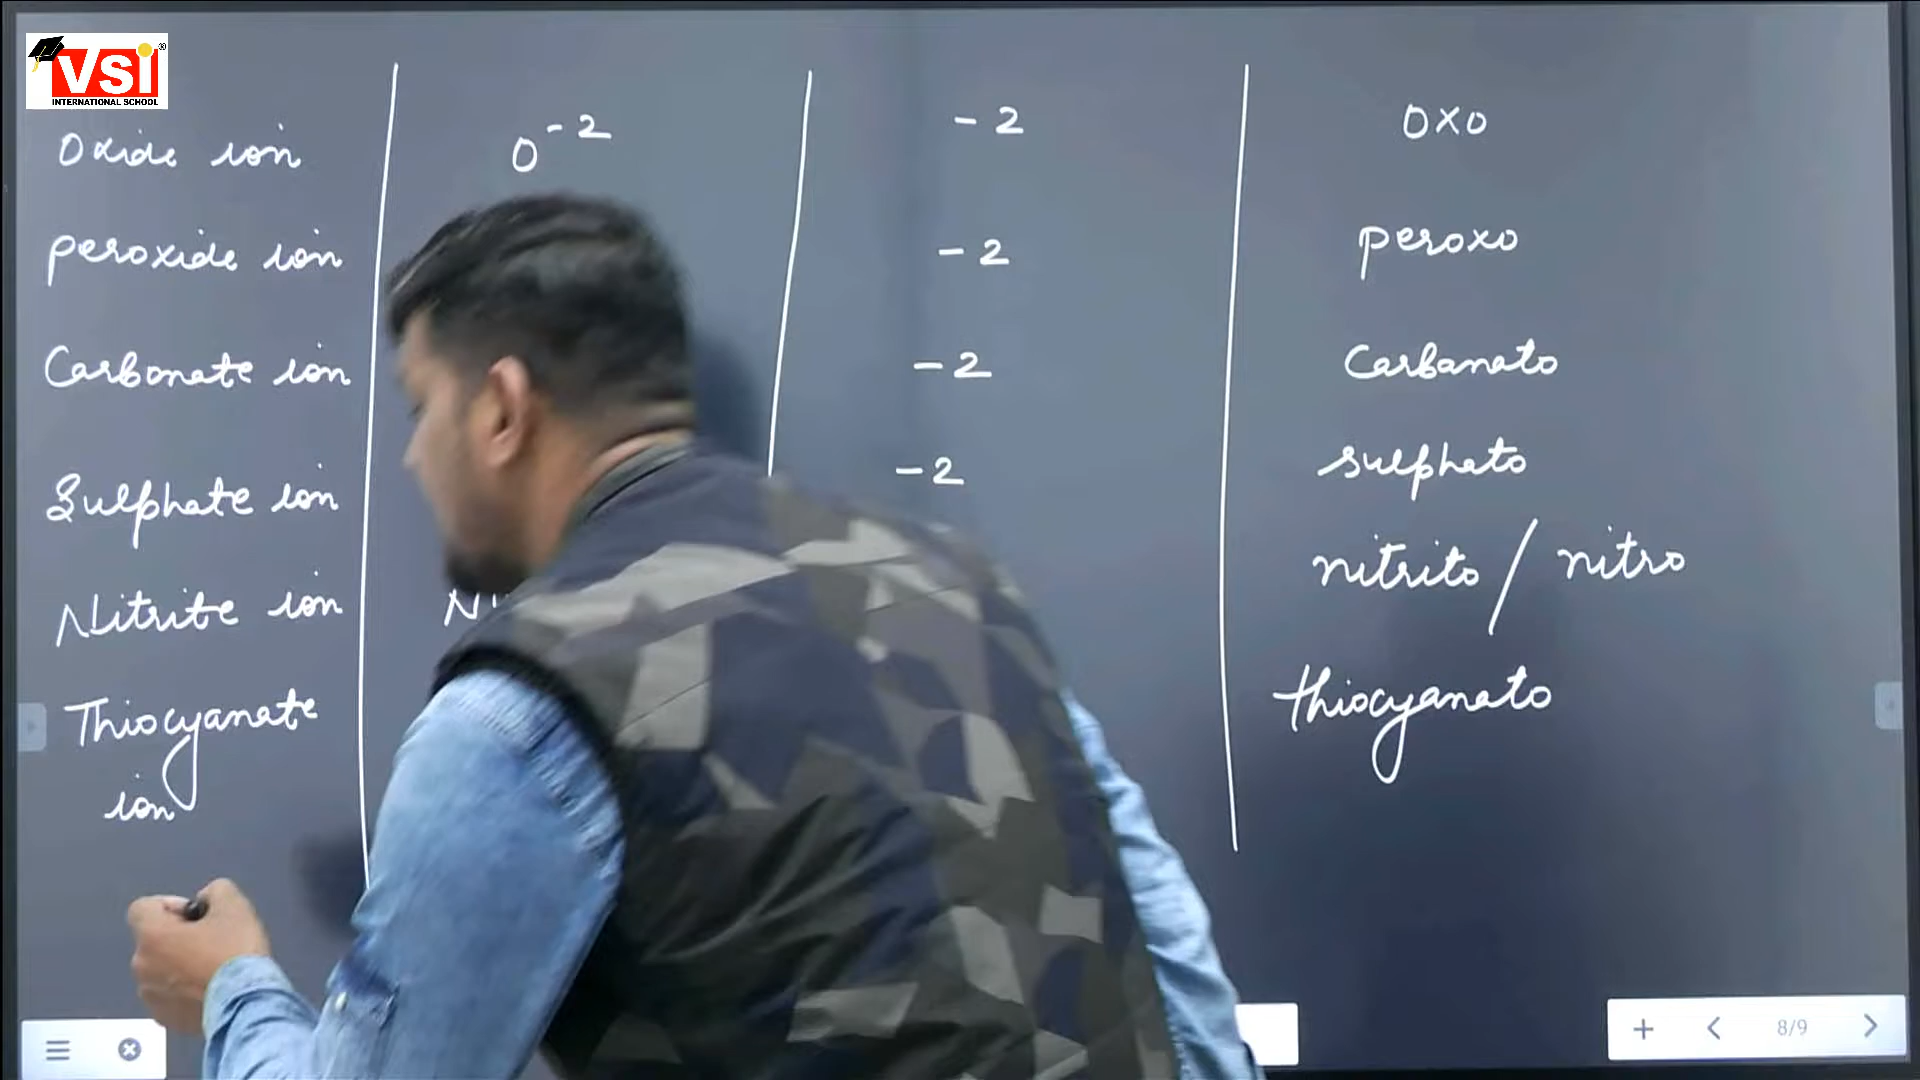 VSI
INTERNATIONAL SCHOOL
Oxide ion O-2 -2 oxo
peroxide ion -2 peroxo
Carbonate ion -2 Carbanato
Sulphate ion -2 sulphato
Nitrite ion nitrito / nitro
Thiocyanate thiocyanato
ion
8/9